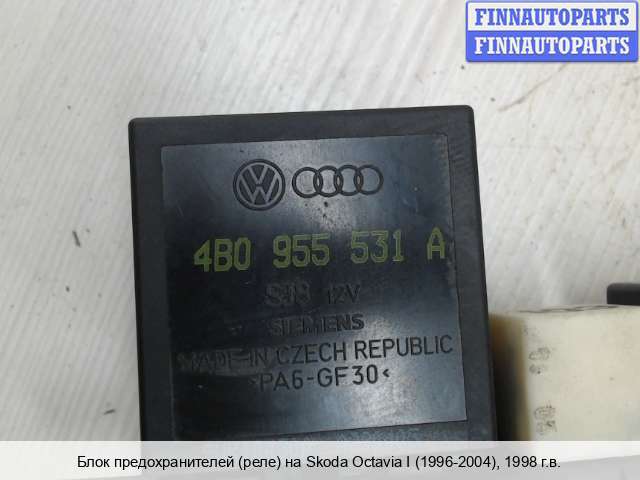 FINNAUTOPARTS
FINNAUTOPARTS
4B0 955 531 A
12V
SIEMENS
MADE IN CZECH REPUBLIC
>PA6-GF30<
Блок предохранителей (реле) на Skoda Octavia I (1996-2004), 1998 г.в.